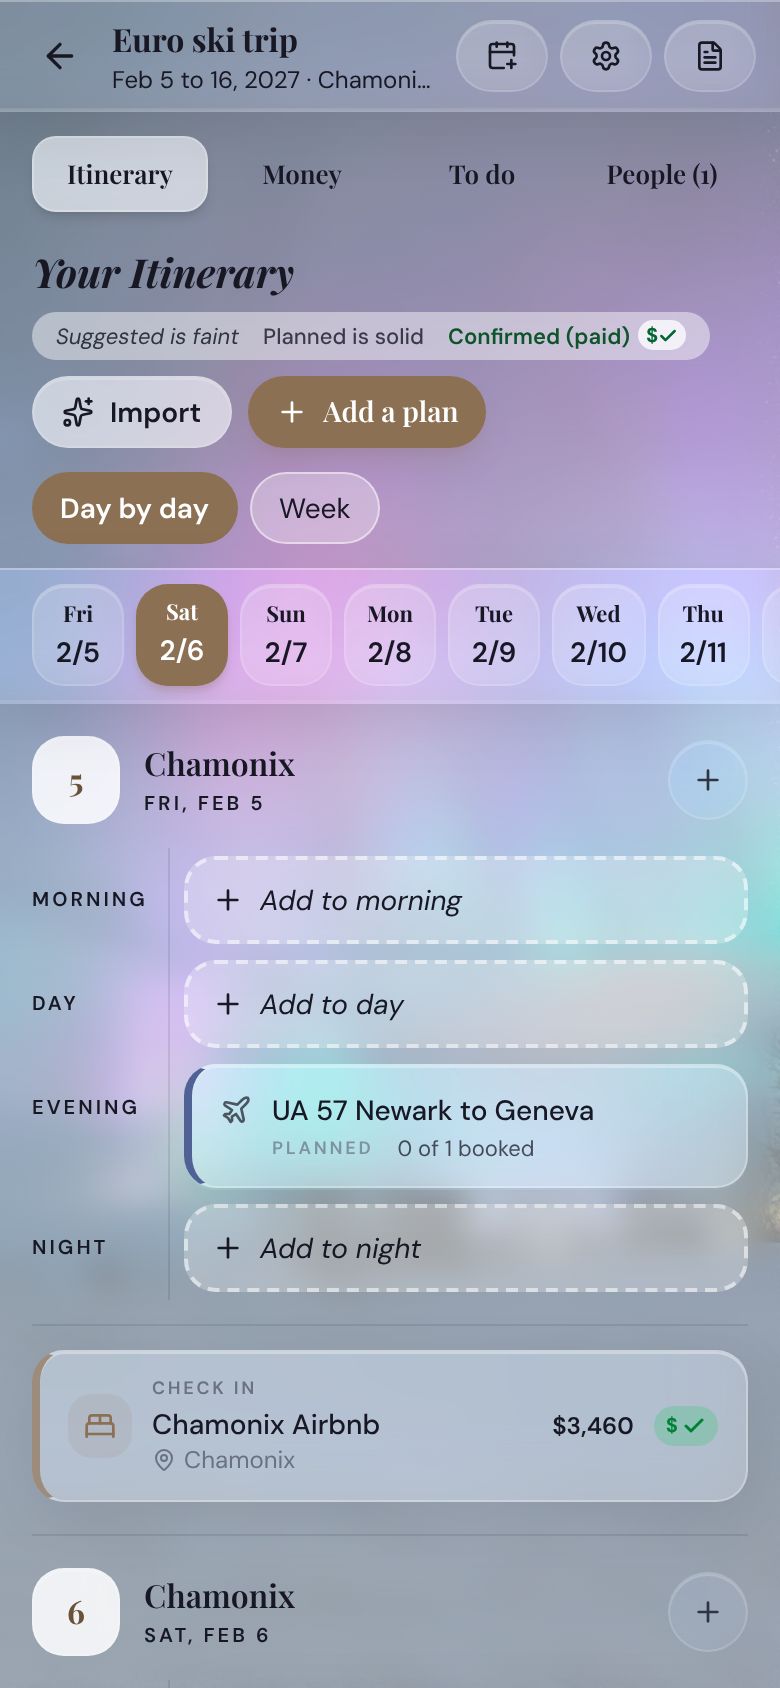 Euro ski trip
Feb 5 to 16, 2027 · Chamoni...
Itinerary Money To do People (1)
Your Itinerary
Suggested is faint Planned is solid Confirmed (paid) $
Import Add a plan
Day by day Week
Fri Sat Sun Mon Tue Wed Thu
2/5 2/6 2/7 2/8 2/9 2/10 2/11
5 Chamonix
FRI, FEB 5
MORNING Add to morning
DAY Add to day
EVENING UA 57 Newark to Geneva
PLANNED 0 of 1 booked
NIGHT Add to night
CHECK IN
Chamonix Airbnb $3,460 $
Chamonix
6 Chamonix
SAT, FEB 6